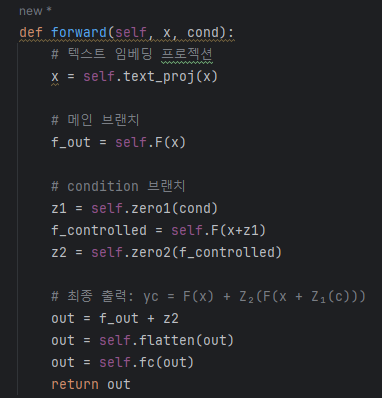 new *
def forward(self, x, cond):
# 텍스트 임베딩 프로젝션
x = self.text_proj(x)
# 메인 브랜치
f_out = self.F(x)
# condition 브랜치
z1 = self.zero1(cond)
f_controlled = self.F(x+z1)
z2 = self.zero2(f_controlled)
# 최종 출력: yc = F(x) + Z₂(F(x + Z₁(c)))
out = f_out + z2
out = self.flatten(out)
out = self.fc(out)
return out